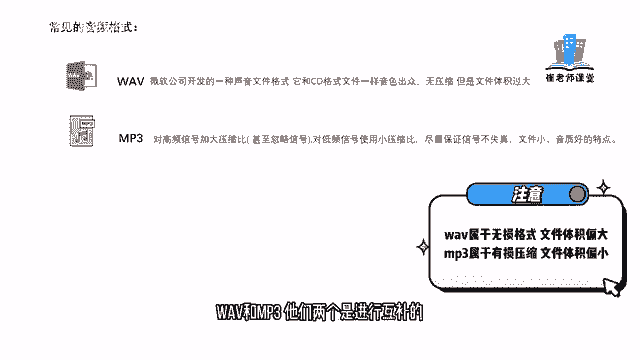 常见的音频格式：
崔老师课堂
WAV 微软公司开发的一种声音文件格式 它和CD格式文件一样音色出众、无压缩 但是文件体积过大
MP3 对高频信号加大压缩比( 甚至忽略信号),对低频信号使用小压缩比，尽量保证信号不失真、文件小、音质好的特点。
注意
wav属于无损格式 文件体积偏大
mp3属于有损压缩 文件体积偏小
WAV和MP3 他们两个是进行互补的